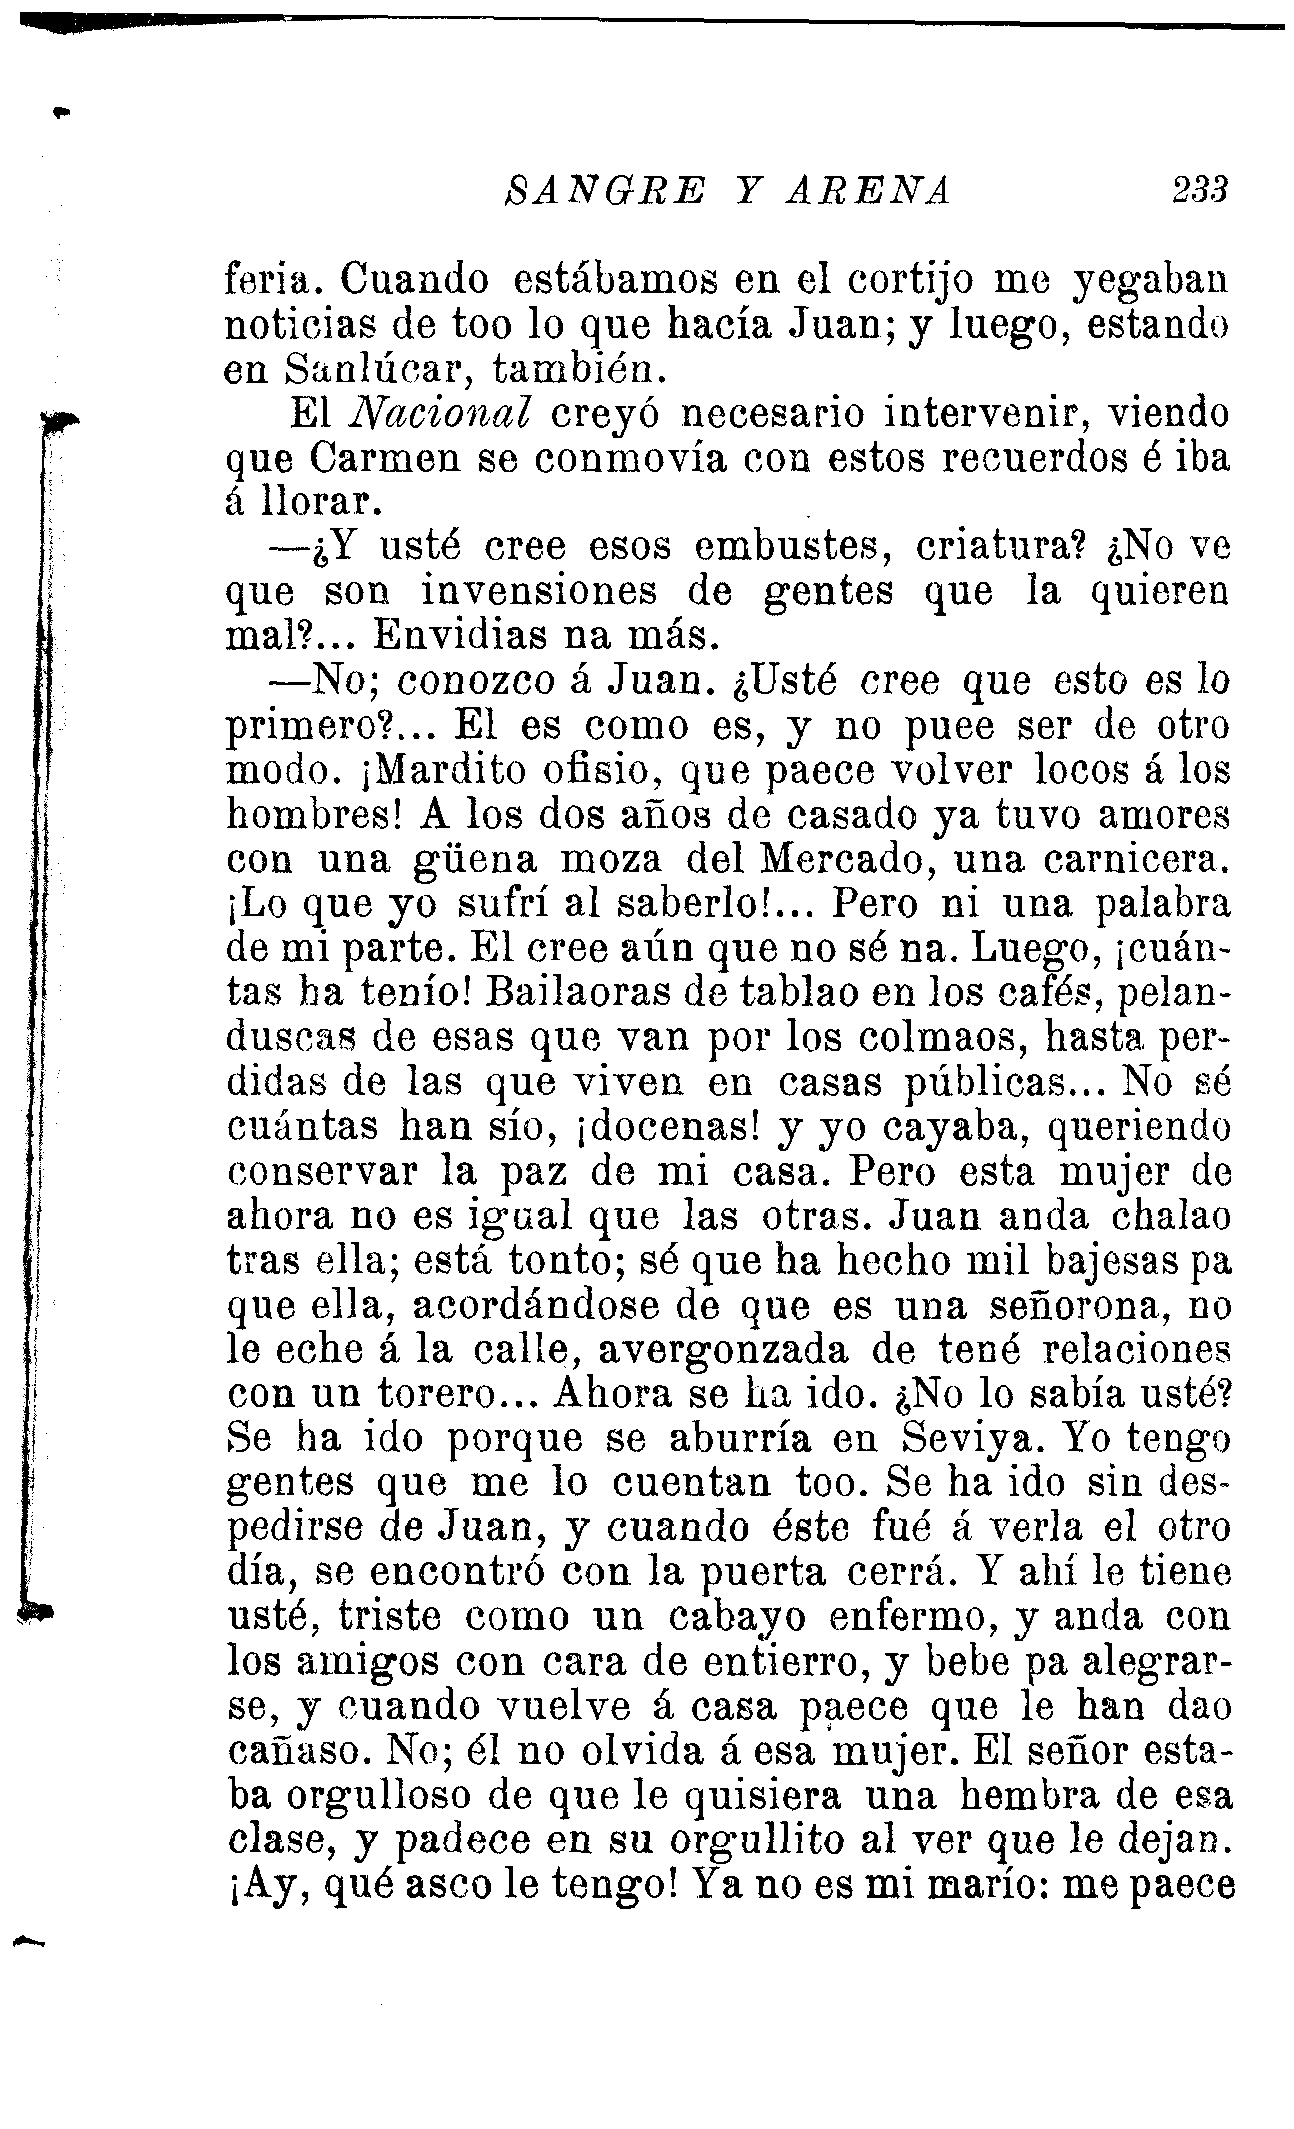 SANGRE Y ARENA 233
feria. Cuando estábamos en el cortijo me yegaban
noticias de too lo que hacía Juan; y luego, estando
en Sanlúcar, también.
El Nacional creyó necesario intervenir, viendo
que Carmen se conmovía con estos recuerdos é iba
á llorar.
—¿Y usté cree esos embustes, criatura? ¿No ve
que son invensiones de gentes que la quieren
mal?... Envidias na más.
—No; conozco á Juan. ¿Usté cree que esto es lo
primero?... El es como es, y no puee ser de otro
modo. ¡Mardito ofisio, que paece volver locos á los
hombres! A los dos años de casado ya tuvo amores
con una güena moza del Mercado, una carnicera.
¡Lo que yo sufrí al saberlo!... Pero ni una palabra
de mi parte. El cree aún que no sé na. Luego, ¡cuán-
tas ha tenío! Bailaoras de tablao en los cafés, pelan-
duscas de esas que van por los colmaos, hasta per-
didas de las que viven en casas públicas... No sé
cuántas han sío, ¡docenas! y yo cayaba, queriendo
conservar la paz de mi casa. Pero esta mujer de
ahora no es igual que las otras. Juan anda chalao
tras ella; está tonto; sé que ha hecho mil bajesas pa
que ella, acordándose de que es una señorona, no
le eche á la calle, avergonzada de tené relaciones
con un torero... Ahora se ha ido. ¿No lo sabía usté?
Se ha ido porque se aburría en Seviya. Yo tengo
gentes que me lo cuentan too. Se ha ido sin des-
pedirse de Juan, y cuando éste fué á verla el otro
día, se encontró con la puerta cerrá. Y ahí le tiene
usté, triste como un cabayo enfermo, y anda con
los amigos con cara de entierro, y bebe pa alegrar-
se, y cuando vuelve á casa paece que le han dao
cañaso. No; él no olvida á esa mujer. El señor esta-
ba orgulloso de que le quisiera una hembra de esa
clase, y padece en su orgullito al ver que le dejan.
¡Ay, qué asco le tengo! Ya no es mi marío: me paece